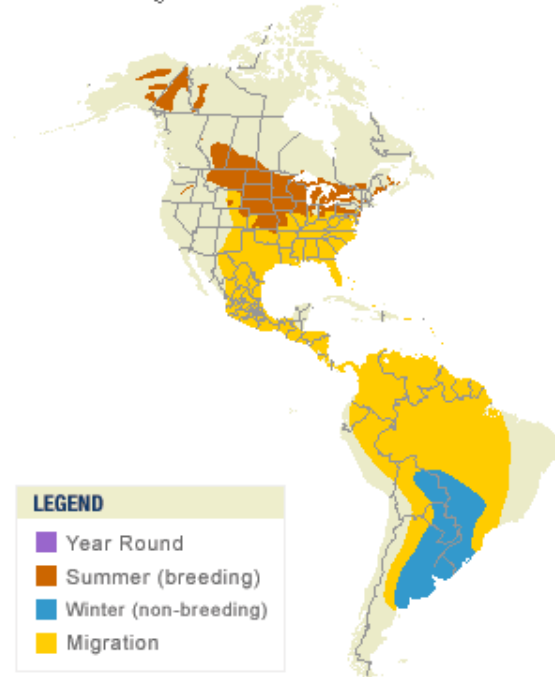 LEGEND
Year Round
Summer (breeding)
Winter (non-breeding)
Migration